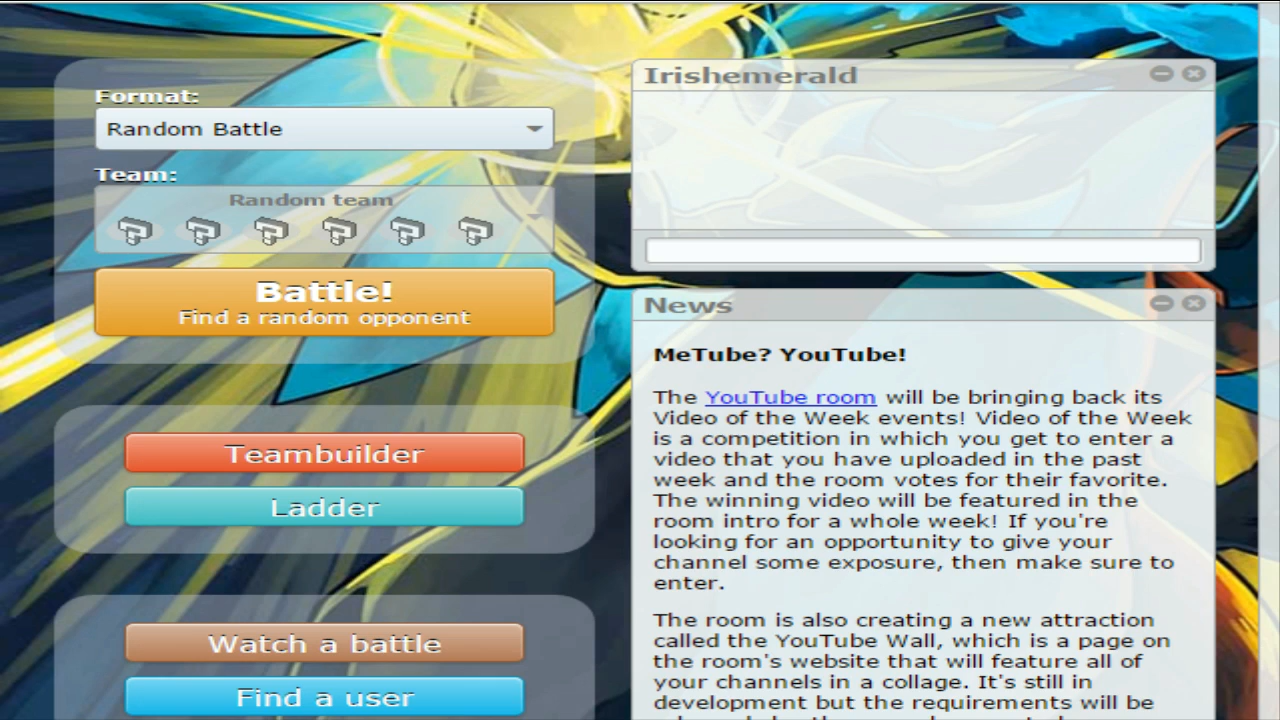 Format:
Random Battle
Team:
Random team
Battle!
Find a random opponent
Teambuilder
Ladder
Watch a battle
Find a user
Irishemerald
News
MeTube? YouTube!
The YouTube room will be bringing back its
Video of the Week events! Video of the Week
is a competition in which you get to enter a
video that you have uploaded in the past
week and the room votes for their favorite.
The winning video will be featured in the
room intro for a whole week! If you're
looking for an opportunity to give your
channel some exposure, then make sure to
enter.
The room is also creating a new attraction
called the YouTube Wall, which is a page on
the room's website that will feature all of
your channels in a collage. It's still in
development but the requirements will be